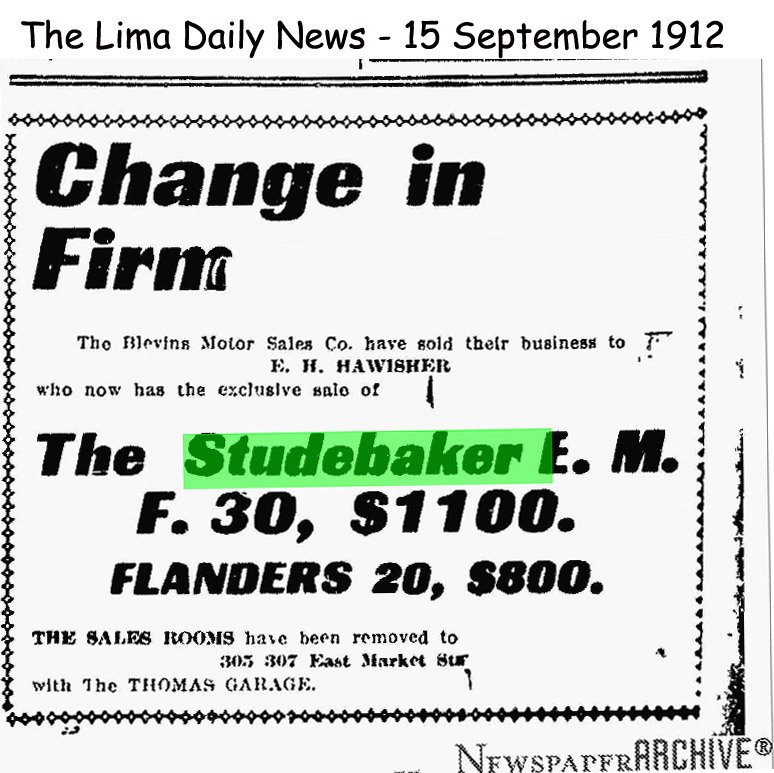 The Lima Daily News - 15 September 1912
Change in
Firm
The Blevins Motor Sales Co. have sold their business to
E. H. HAWISHER
who now has the exclusive sale of
The Studebaker E. M.
F. 30, $1100.
FLANDERS 20, $800.
THE SALES ROOMS have been removed to
305 307 East Market
with The THOMAS GARAGE.
NEWSPAPERARCHIVE®